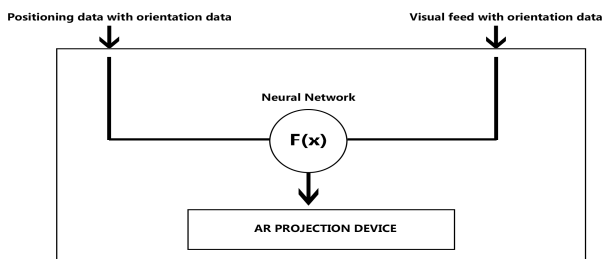 Positioning data with orientation data
Visual feed with orientation data
Neural Network
F(x)
AR PROJECTION DEVICE